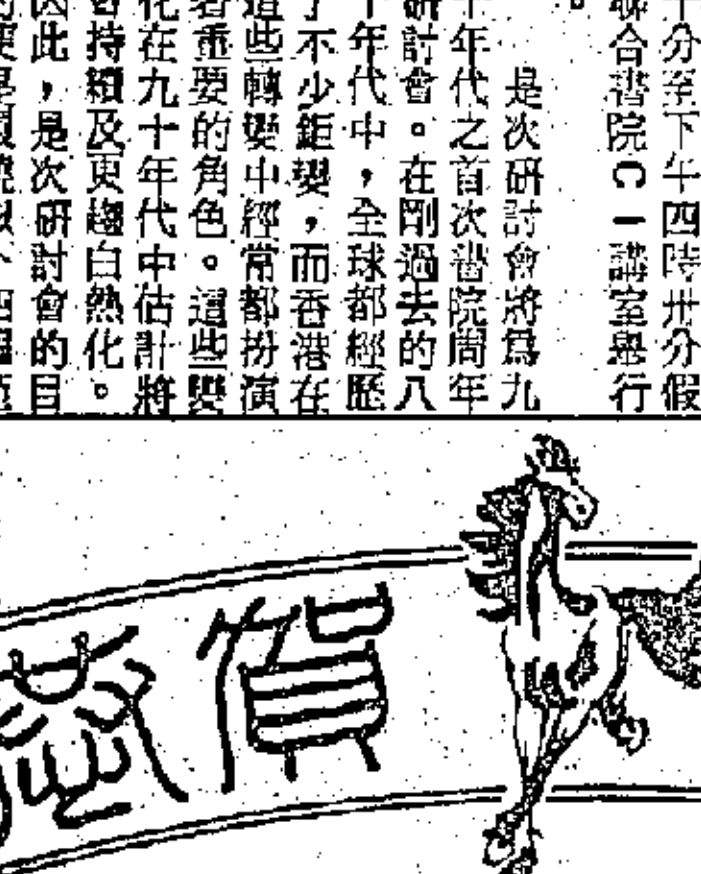 十分至下午四時卅分假
聯合書院C一講室舉行
。
是次研討會將爲九
十年代之首次書院周年
研討會。在剛過去的八
十年代中，全球都經歷
了不少鉅變，而香港在
這些轉變中經常都扮演
着重要的角色。這些變
化在九十年代中估計將
會持續及更趨白熱化。
因此，是次研討會的目
賀